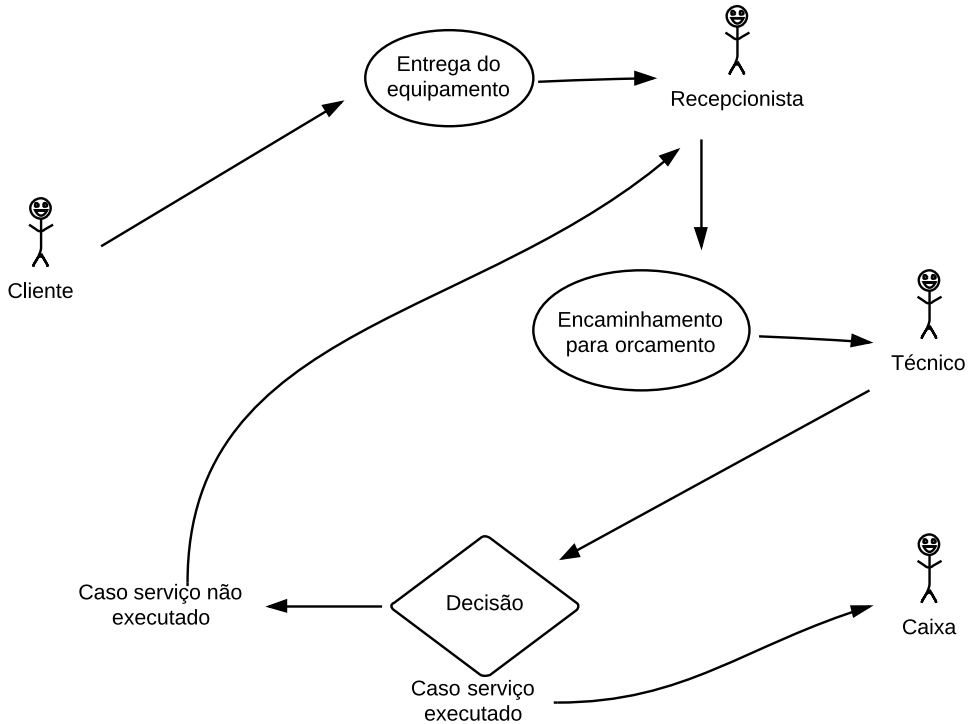 Entrega do
equipamento
Recepcionista
Cliente
Encaminhamento
para orcamento
Técnico
Caso serviço não
executado
Decisão
Caixa
Caso serviço
executado